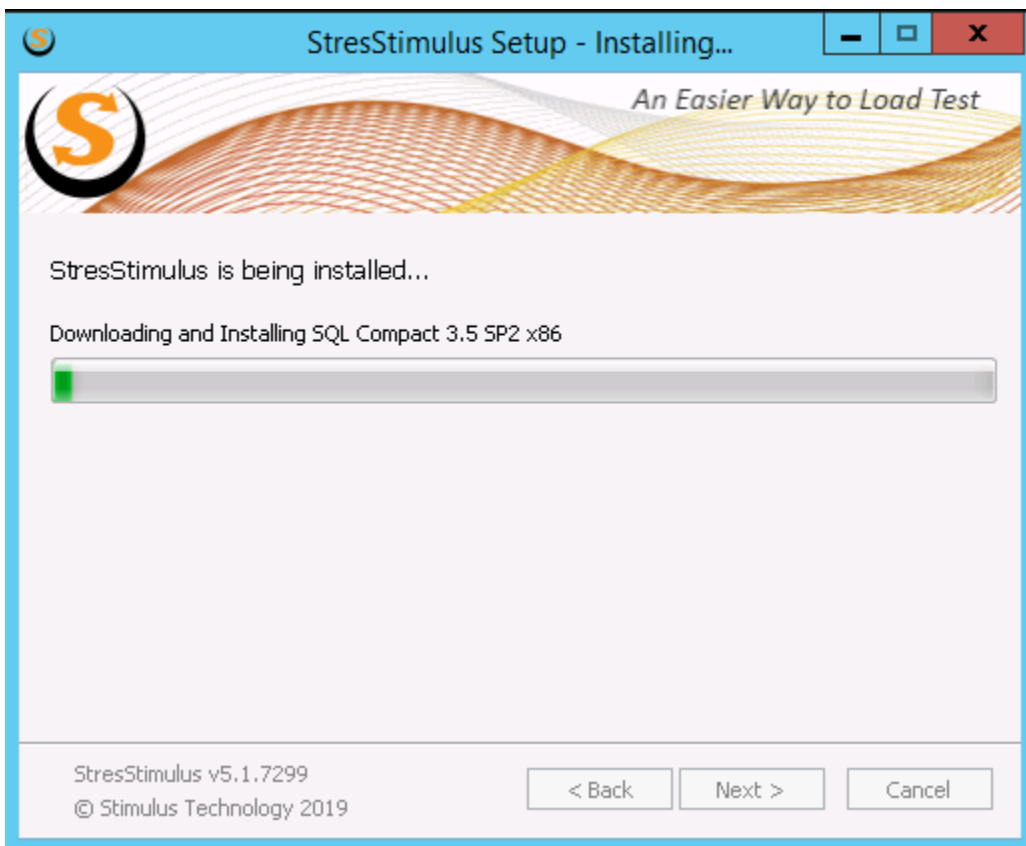 StresStimulus Setup - Installing...
An Easier Way to Load Test
StresStimulus is being installed...
Downloading and Installing SQL Compact 3.5 SP2 x86
StresStimulus v5.1.7299
© Stimulus Technology 2019
< Back
Next >
Cancel